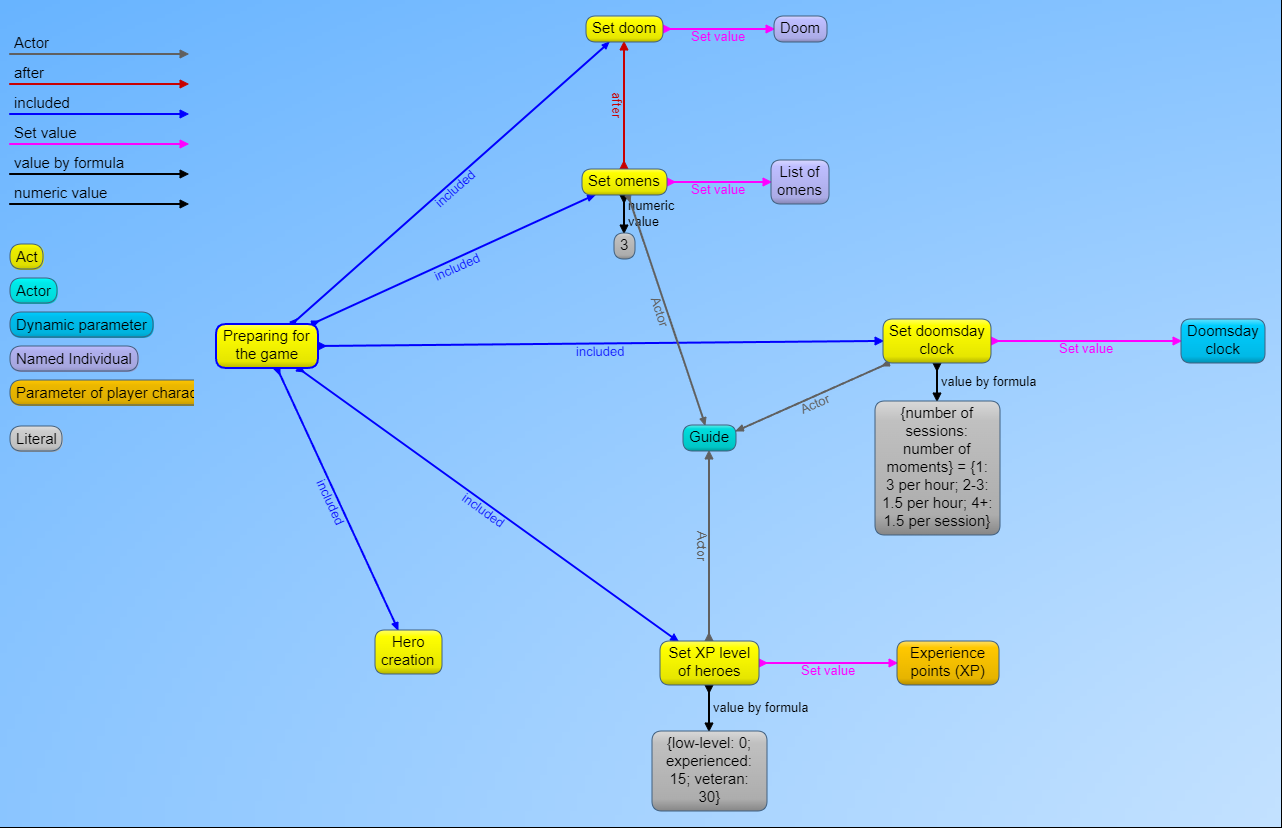 Actor
after
included
Set value
value by formula
numeric value
Act
Actor
Dynamic parameter
Named Individual
Parameter of player charac
Literal
Set doom
Set value
Doom
after
included
Set omens
Set value
List of
omens
numeric
value
3
included
Actor
Preparing for
the game
included
Set doomsday
clock
Set value
Doomsday
clock
Actor
value by formula
{number of
sessions:
number of
moments} = {1:
3 per hour; 2-3:
1.5 per hour; 4+:
1.5 per session}
Guide
included
included
Actor
Hero
creation
Set XP level
of heroes
Set value
Experience
points (XP)
value by formula
{low-level: 0;
experienced:
15; veteran:
30}